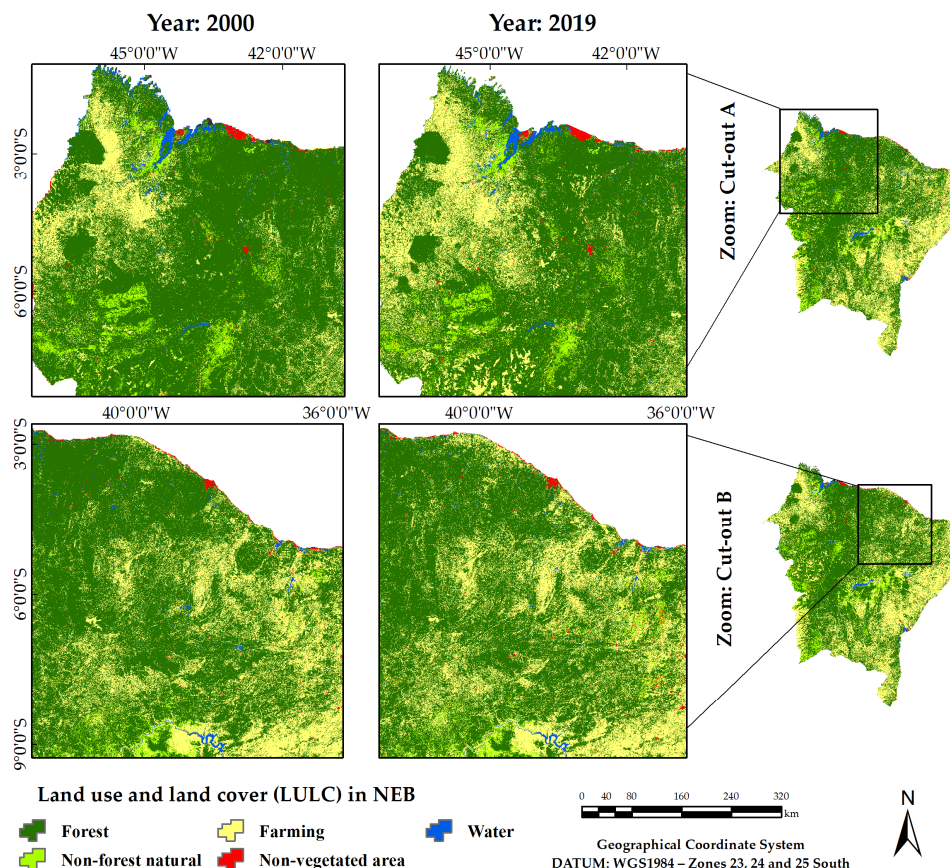 Year: 2000
Year: 2019
45°0'0"W
42°0'0"W
45°0'0"W
42°0'0"W
3°0'0"S
6°0'0"S
Zoom: Cut-out A
40°0'0"W
36°0'0"W
40°0'0"W
36°0'0"W
3°0'0"S
6°0'0"S
9°0'0"S
Zoom: Cut-out B
Land use and land cover (LULC) in NEB
Forest
Farming
Water
Non-forest natural
Non-vegetated area
0 40 80 160 240 320
km
Geographical Coordinate System
DATUM: WGS1984 – Zones 23, 24 and 25 South
N